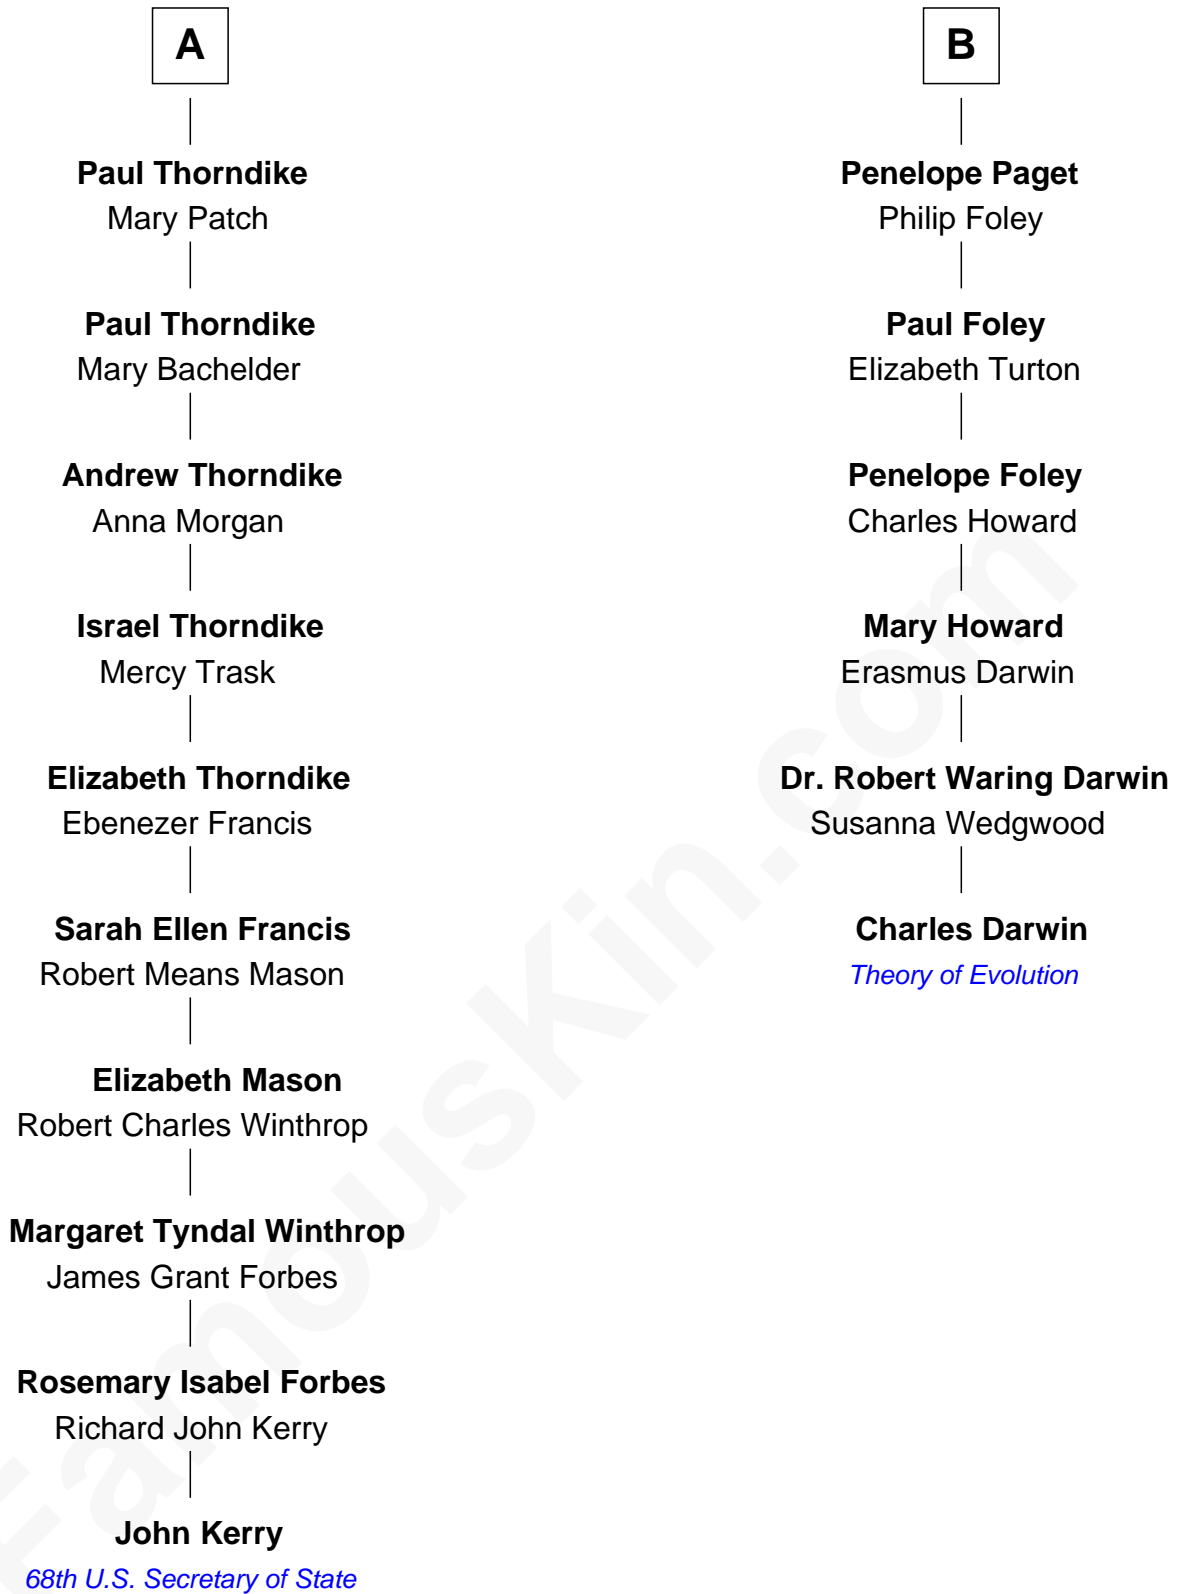 A
Paul Thorndike
Mary Patch
Paul Thorndike
Mary Bachelder
Andrew Thorndike
Anna Morgan
Israel Thorndike
Mercy Trask
Elizabeth Thorndike
Ebenezer Francis
Sarah Ellen Francis
Robert Means Mason
Elizabeth Mason
Robert Charles Winthrop
Margaret Tyndal Winthrop
James Grant Forbes
Rosemary Isabel Forbes
Richard John Kerry
John Kerry
68th U.S. Secretary of State
B
Penelope Paget
Philip Foley
Paul Foley
Elizabeth Turton
Penelope Foley
Charles Howard
Mary Howard
Erasmus Darwin
Dr. Robert Waring Darwin
Susanna Wedgwood
Charles Darwin
Theory of Evolution
FamousKin.com